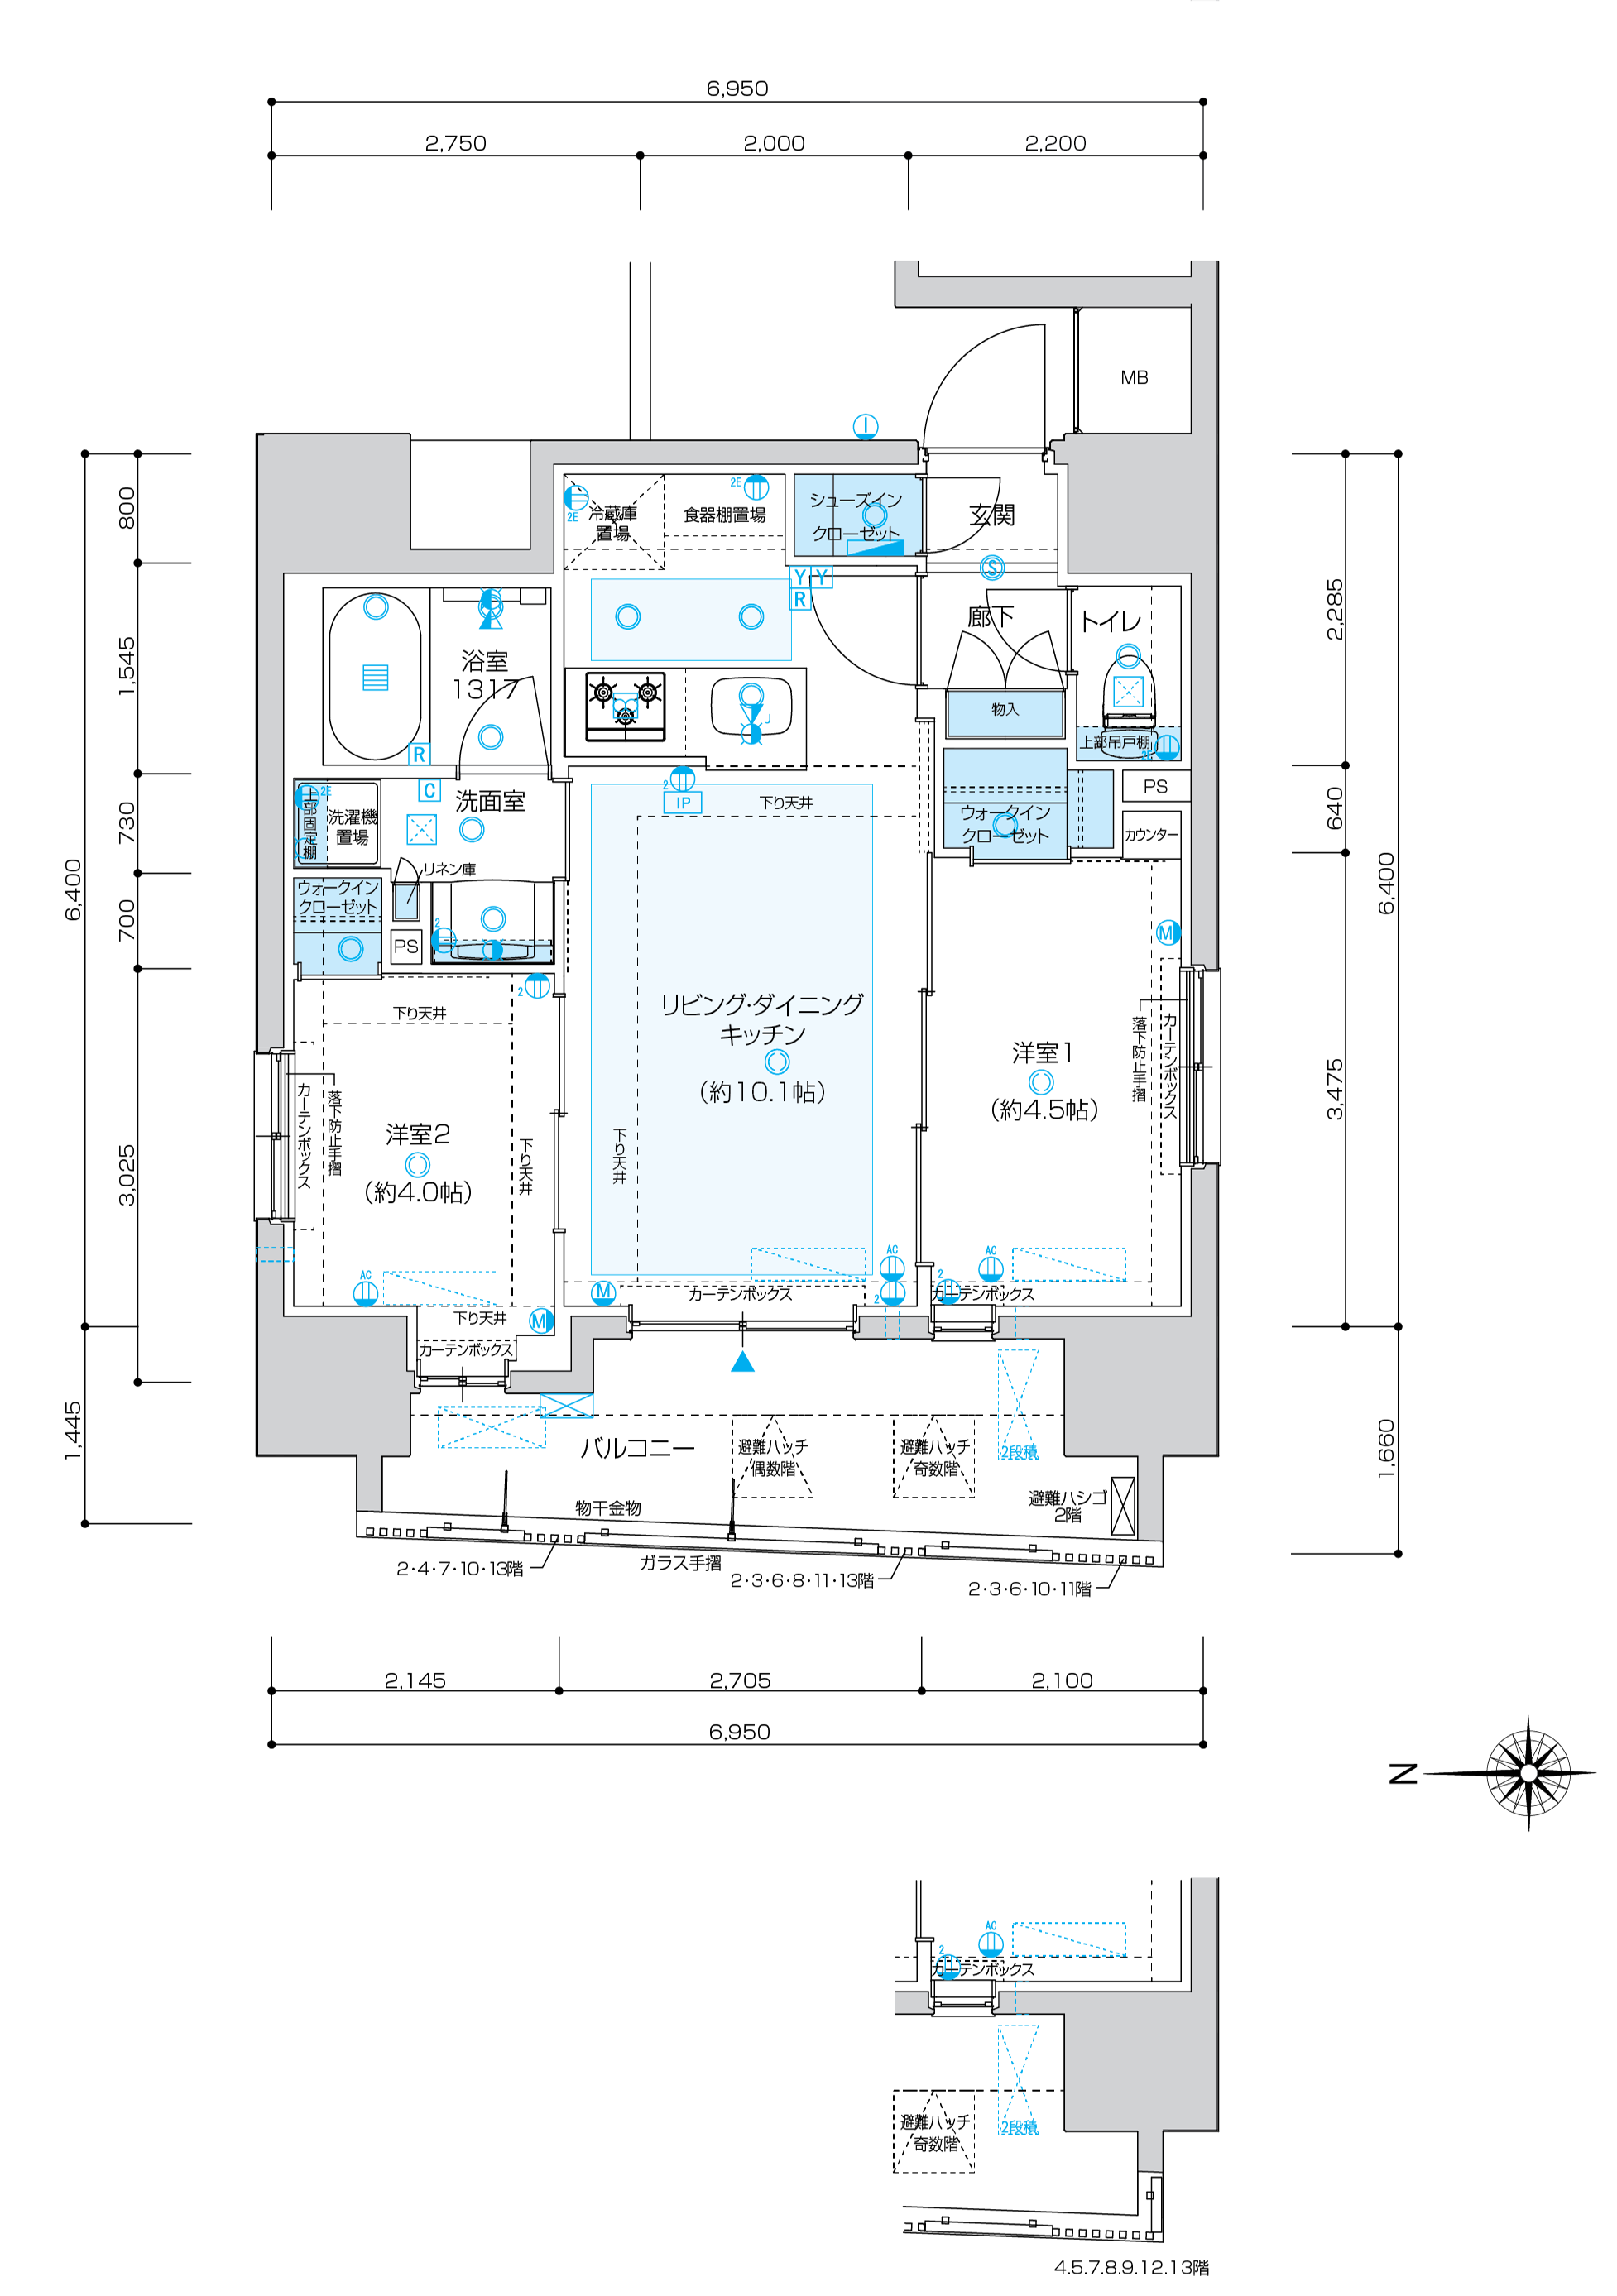 6,950
2,750
2,000
2,200
MB
I
800
1,545
730
700
3,025
6,400
1,445
2,285
640
3,475
6,400
1,660
2E
2E
冷蔵庫
置場
食器棚置場
シューズイン
クローゼット
玄関
S
Y Y
R
廊下
トイレ
浴室
1317
物入
上部吊戸棚
2E
J
R
C
2E
上部固定棚
洗濯機
置場
洗面室
リネン庫
ウォークイン
クローゼット
PS
2
2
IP
下り天井
ウォークイン
クローゼット
PS
カウンター
M
2
下り天井
リビング・ダイニング
キッチン
(約10.1帖)
洋室1
(約4.5帖)
落下防止手摺
カーテンボックス
カーテンボックス
落下防止手摺
洋室2
(約4.0帖)
下り天井
下り天井
AC
AC
AC
2
2
M
M
カーテンボックス
カーテンボックス
下り天井
カーテンボックス
バルコニー
避難ハッチ
偶数階
避難ハッチ
奇数階
2段積
避難ハシゴ
2階
物干金物
ガラス手摺
2・4・7・10・13階
2・3・6・8・11・13階
2・3・6・10・11階
2,145
2,705
2,100
6,950
N
AC
2
カーテンボックス
2段積
避難ハッチ
奇数階
4.5.7.8.9.12.13階